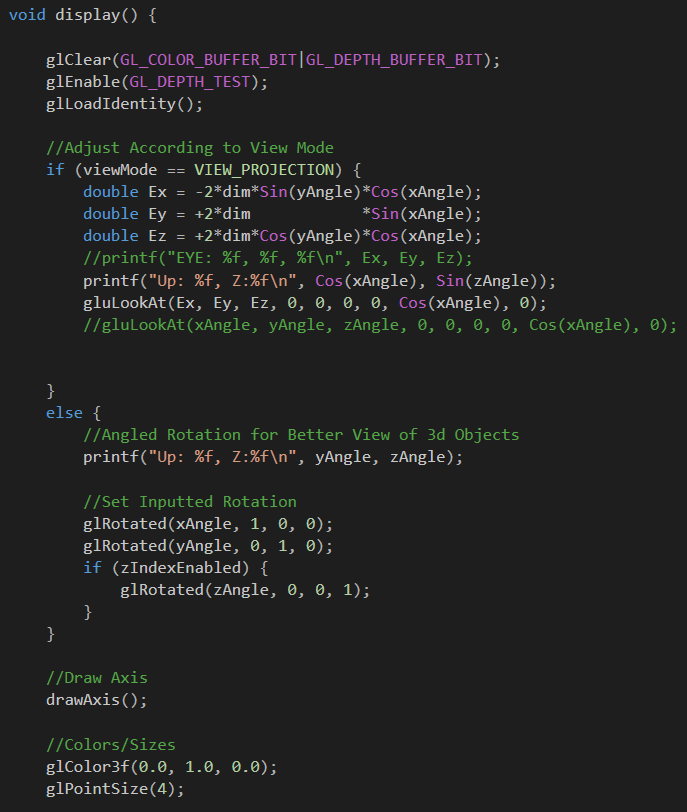 void display() {
glClear(GL_COLOR_BUFFER_BIT|GL_DEPTH_BUFFER_BIT);
glEnable(GL_DEPTH_TEST);
glLoadIdentity();
//Adjust According to View Mode
if (viewMode == VIEW_PROJECTION) {
double Ex = -2*dim*Sin(yAngle)*Cos(xAngle);
double Ey = +2*dim            *Sin(xAngle);
double Ez = +2*dim*Cos(yAngle)*Cos(xAngle);
//printf("EYE: %f, %f, %f\n", Ex, Ey, Ez);
printf("Up: %f, Z:%f\n", Cos(xAngle), Sin(zAngle));
gluLookAt(Ex, Ey, Ez, 0, 0, 0, 0, Cos(xAngle), 0);
//gluLookAt(xAngle, yAngle, zAngle, 0, 0, 0, 0, Cos(xAngle), 0);
}
else {
//Angled Rotation for Better View of 3d Objects
printf("Up: %f, Z:%f\n", yAngle, zAngle);
//Set Inputted Rotation
glRotated(xAngle, 1, 0, 0);
glRotated(yAngle, 0, 1, 0);
if (zIndexEnabled) {
glRotated(zAngle, 0, 0, 1);
}
}
//Draw Axis
drawAxis();
//Colors/Sizes
glColor3f(0.0, 1.0, 0.0);
glPointSize(4);